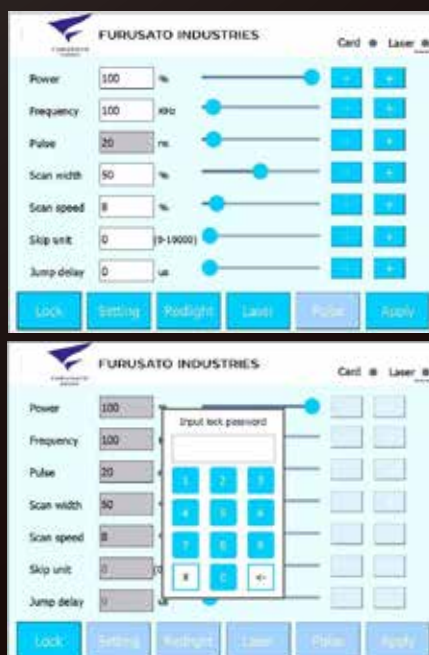 FURUSATO INDUSTRIES
Card Laser
Power 100 %
Frequency 100 KHz
Pulse 20 ns
Scan width 50 %
Scan speed 8 %
Skip unit 0 (0-10000)
Jump delay 0 us
Lock Setting Redlight Laser Pulse Apply
FURUSATO INDUSTRIES
Card Laser
Power 100
Input lock password
Frequency 100
Pulse 20
1 2 3
Scan width 50
4 5 6
Scan speed 8
7 8 9
Skip unit 0
X C <-
Jump delay 0
Lock Setting Redlight Laser Pulse Apply